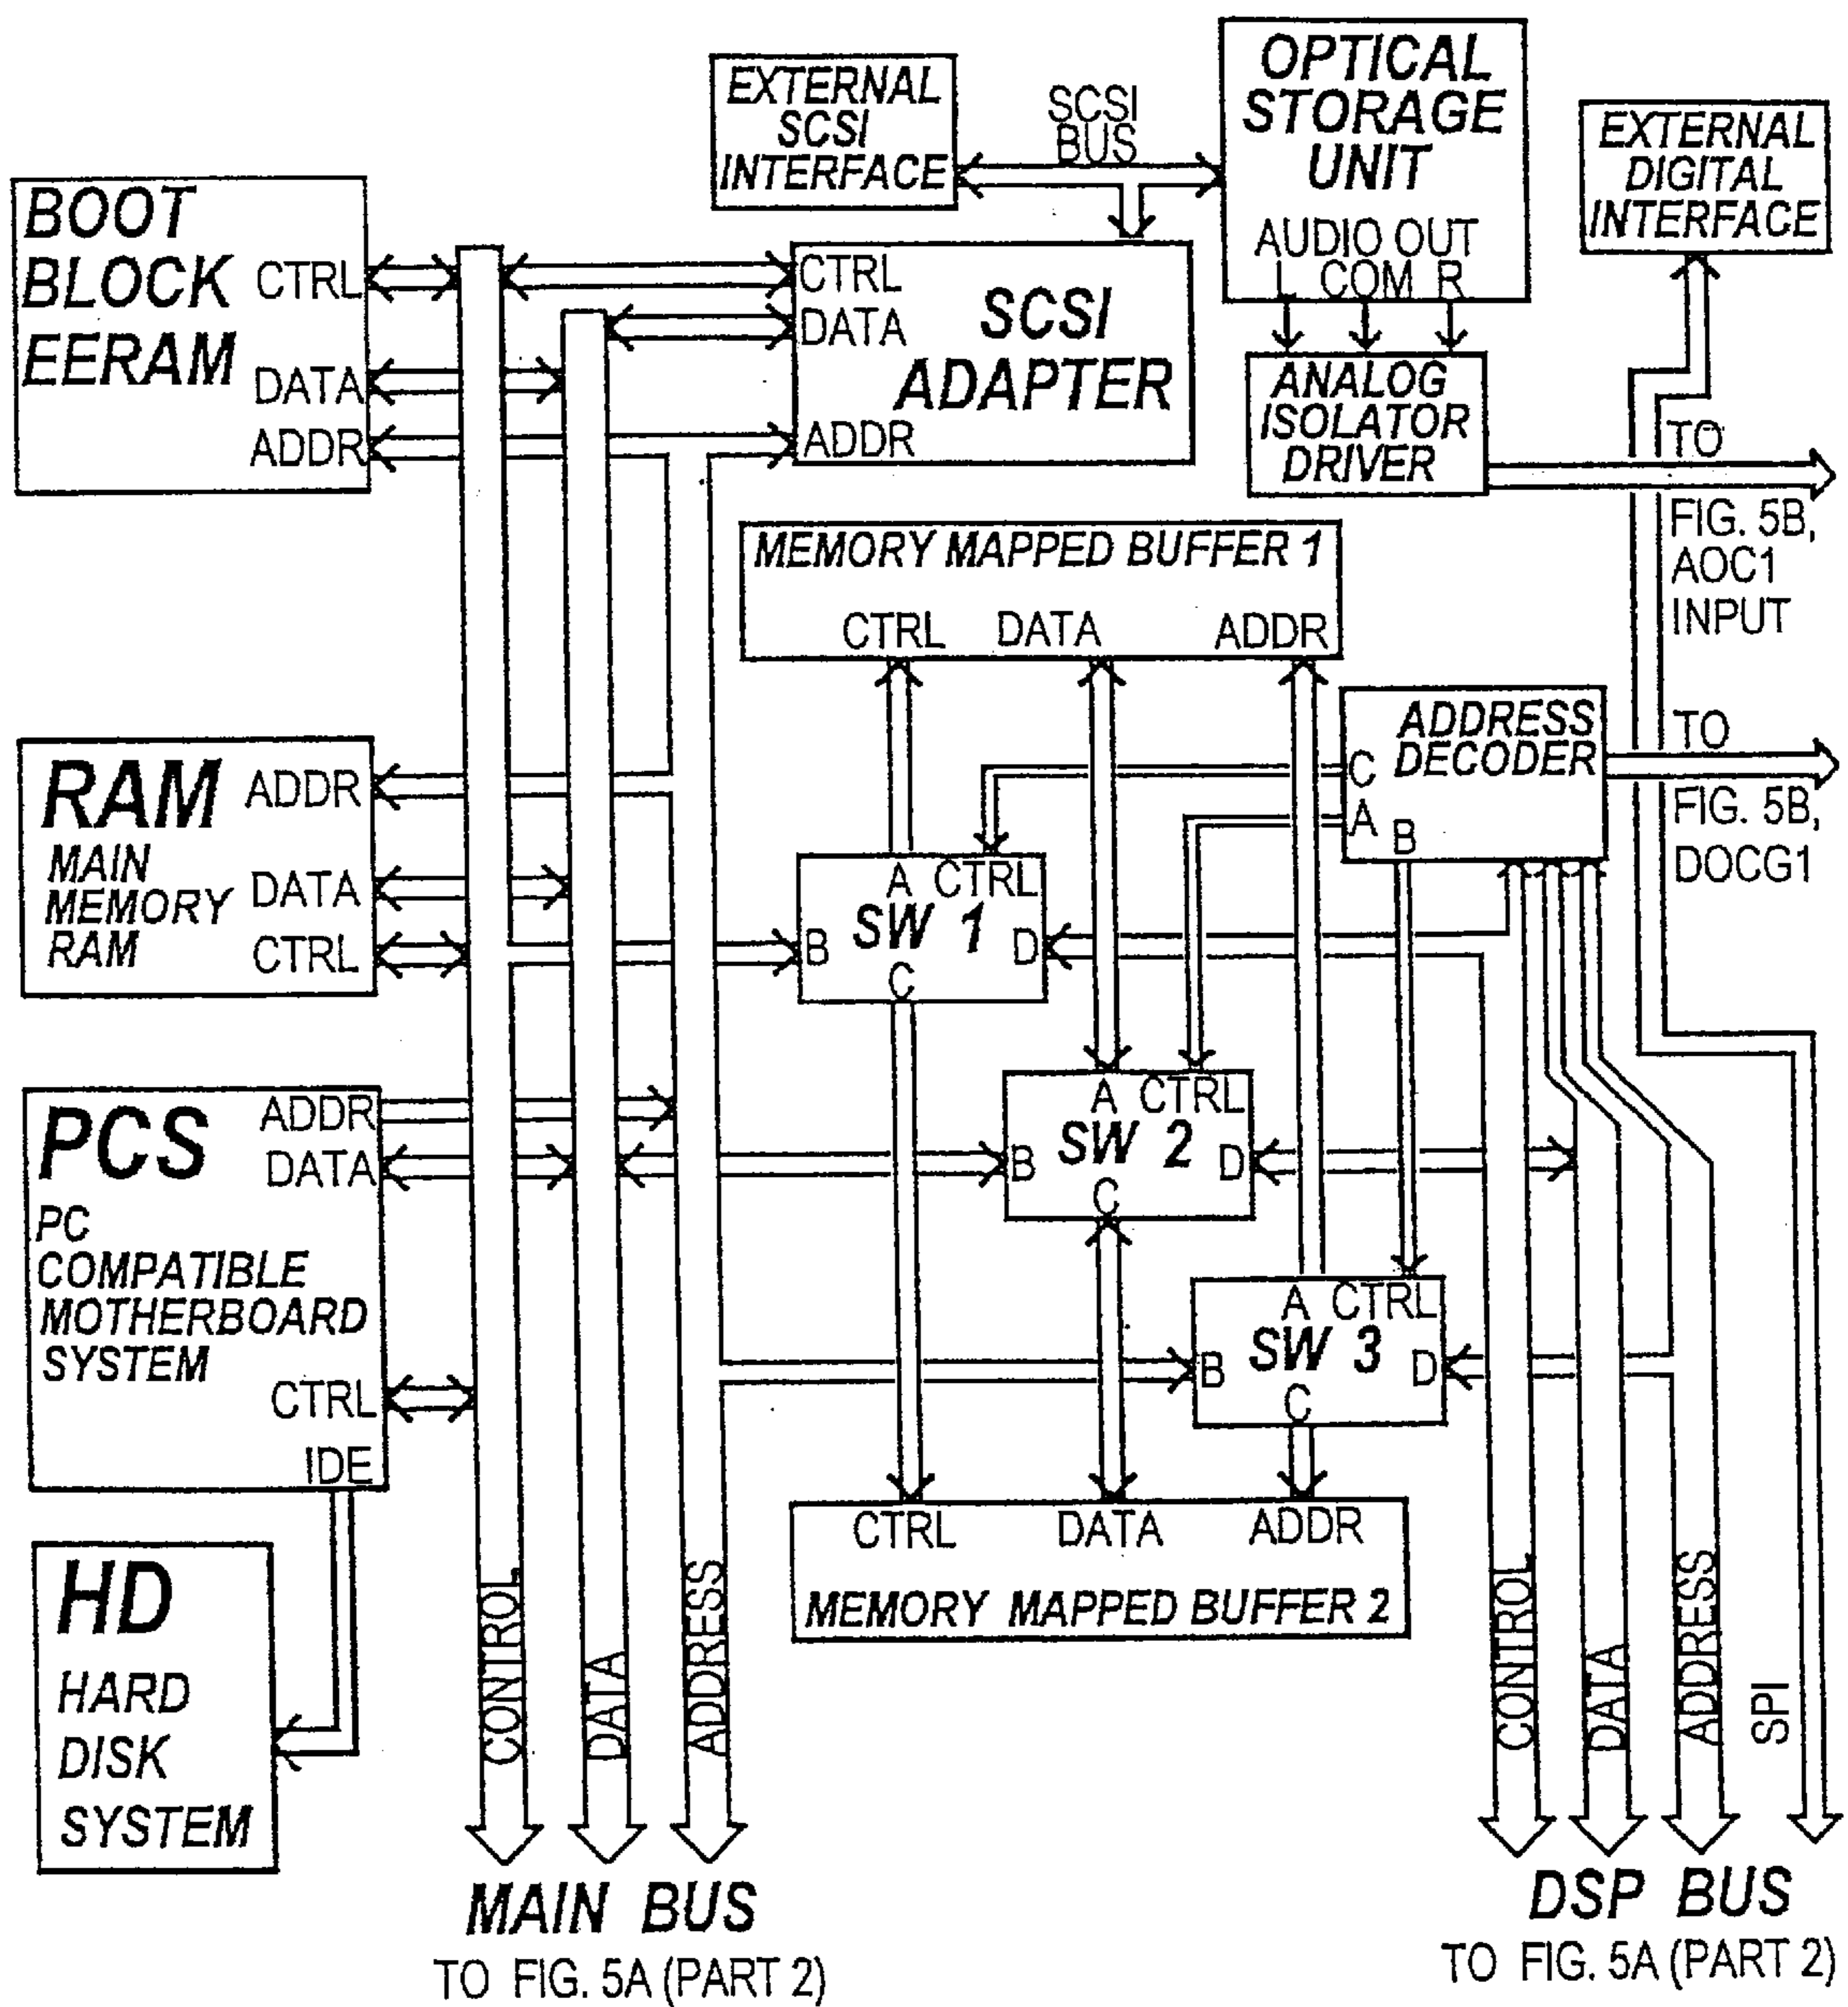 EXTERNAL
SCSI
INTERFACE
SCSI
BUS
OPTICAL
STORAGE
UNIT
AUDIO OUT
L COM R
EXTERNAL
DIGITAL
INTERFACE
BOOT
BLOCK
EERAM
CTRL
DATA
ADDR
CTRL
DATA
ADDR
SCSI
ADAPTER
ANALOG
ISOLATOR
DRIVER
TO
FIG. 5B,
AOC1
INPUT
MEMORY MAPPED BUFFER 1
CTRL DATA ADDR
ADDRESS
DECODER
C
A
B
TO
FIG. 5B,
DOCG1
RAM
MAIN
MEMORY
RAM
ADDR
DATA
CTRL
A CTRL
SW 1
B D
C
PCS
PC
COMPATIBLE
MOTHERBOARD
SYSTEM
ADDR
DATA
CTRL
IDE
A CTRL
SW 2
B D
C
A CTRL
SW 3
B D
C
HD
HARD
DISK
SYSTEM
CTRL DATA ADDR
MEMORY MAPPED BUFFER 2
CONTROL
DATA
ADDRESS
CONTROL
DATA
ADDRESS
SPI
MAIN BUS
TO FIG. 5A (PART 2)
DSP BUS
TO FIG. 5A (PART 2)